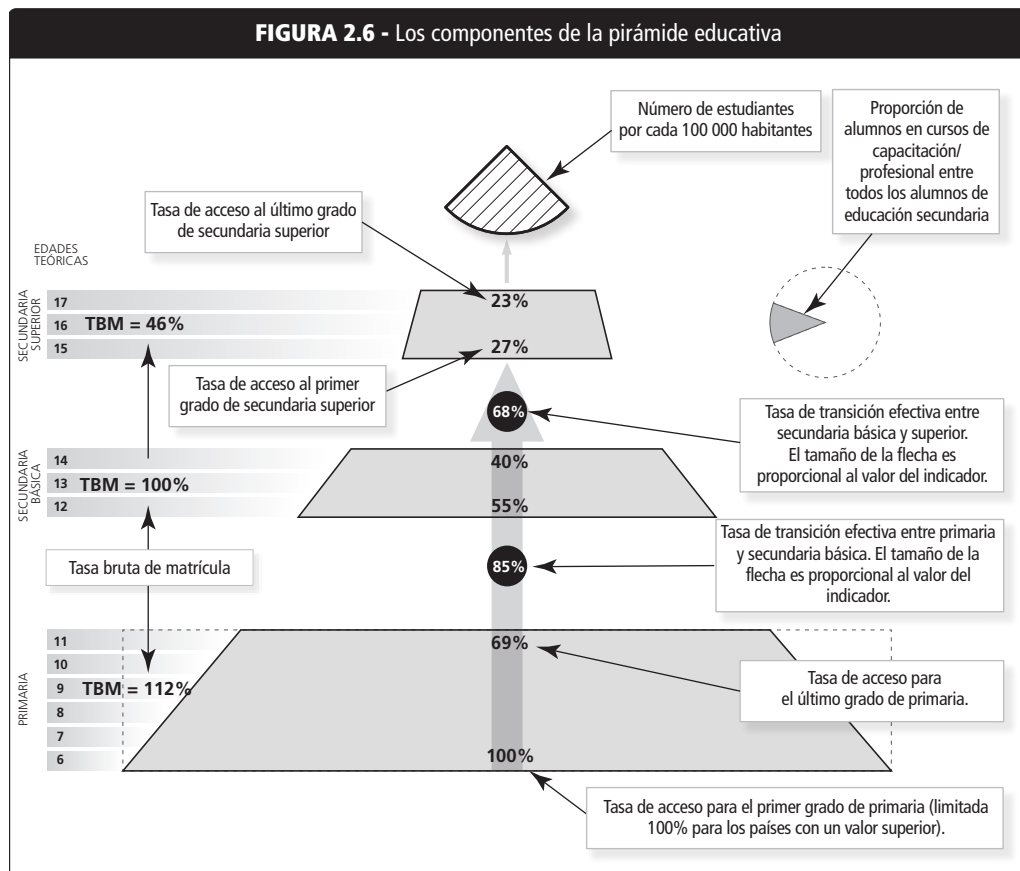 FIGURA 2.6 - Los componentes de la pirámide educativa
Número de estudiantes
por cada 100 000 habitantes
Proporción de
alumnos en cursos de
capacitación/
profesional entre
todos los alumnos de
educación secundaria
Tasa de acceso al último grado
de secundaria superior
EDADES
TEÓRICAS
SECUNDARIA
SUPERIOR
17
16
15
TBM = 46%
23%
27%
Tasa de acceso al primer
grado de secundaria superior
68%
Tasa de transición efectiva entre
secundaria básica y superior.
El tamaño de la flecha es
proporcional al valor del indicador.
SECUNDARIA
BÁSICA
14
13
12
TBM = 100%
40%
55%
Tasa bruta de matrícula
85%
Tasa de transición efectiva entre primaria
y secundaria básica. El tamaño de la
flecha es proporcional al valor del
indicador.
PRIMARIA
11
10
9
8
7
6
TBM = 112%
69%
100%
Tasa de acceso para
el último grado de primaria.
Tasa de acceso para el primer grado de primaria (limitada
100% para los países con un valor superior).